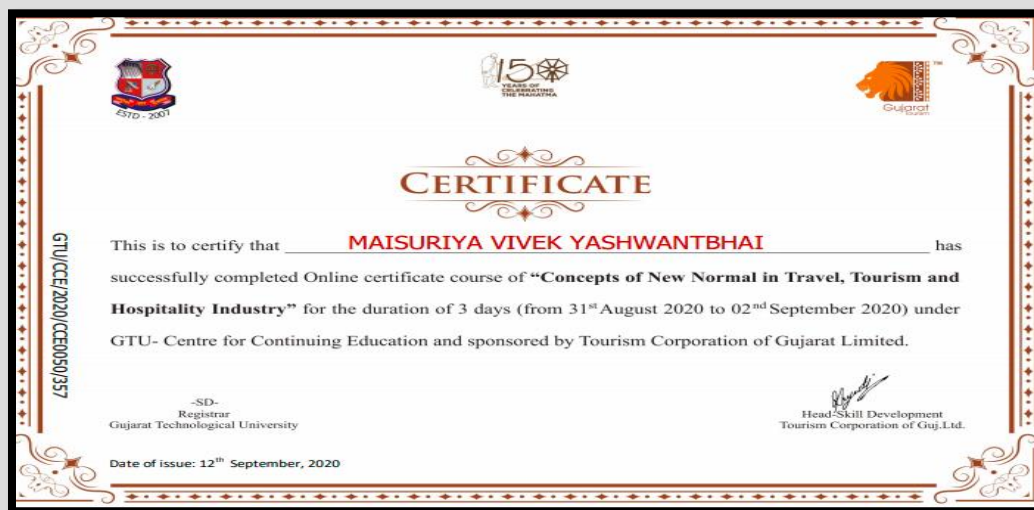 ESTD - 2007
150
YEARS OF
CELEBRATING
THE MAHATMA
TM
Gujarat
Tourism
CERTIFICATE
This is to certify that MAISURIYA VIVEK YASHWANTBHAI has
successfully completed Online certificate course of “Concepts of New Normal in Travel, Tourism and
Hospitality Industry” for the duration of 3 days (from 31st August 2020 to 02nd September 2020) under
GTU- Centre for Continuing Education and sponsored by Tourism Corporation of Gujarat Limited.
GTU/CCE/2020/CCE0050/357
-SD-
Registrar
Gujarat Technological University
Head-Skill Development
Tourism Corporation of Guj.Ltd.
Date of issue: 12th September, 2020